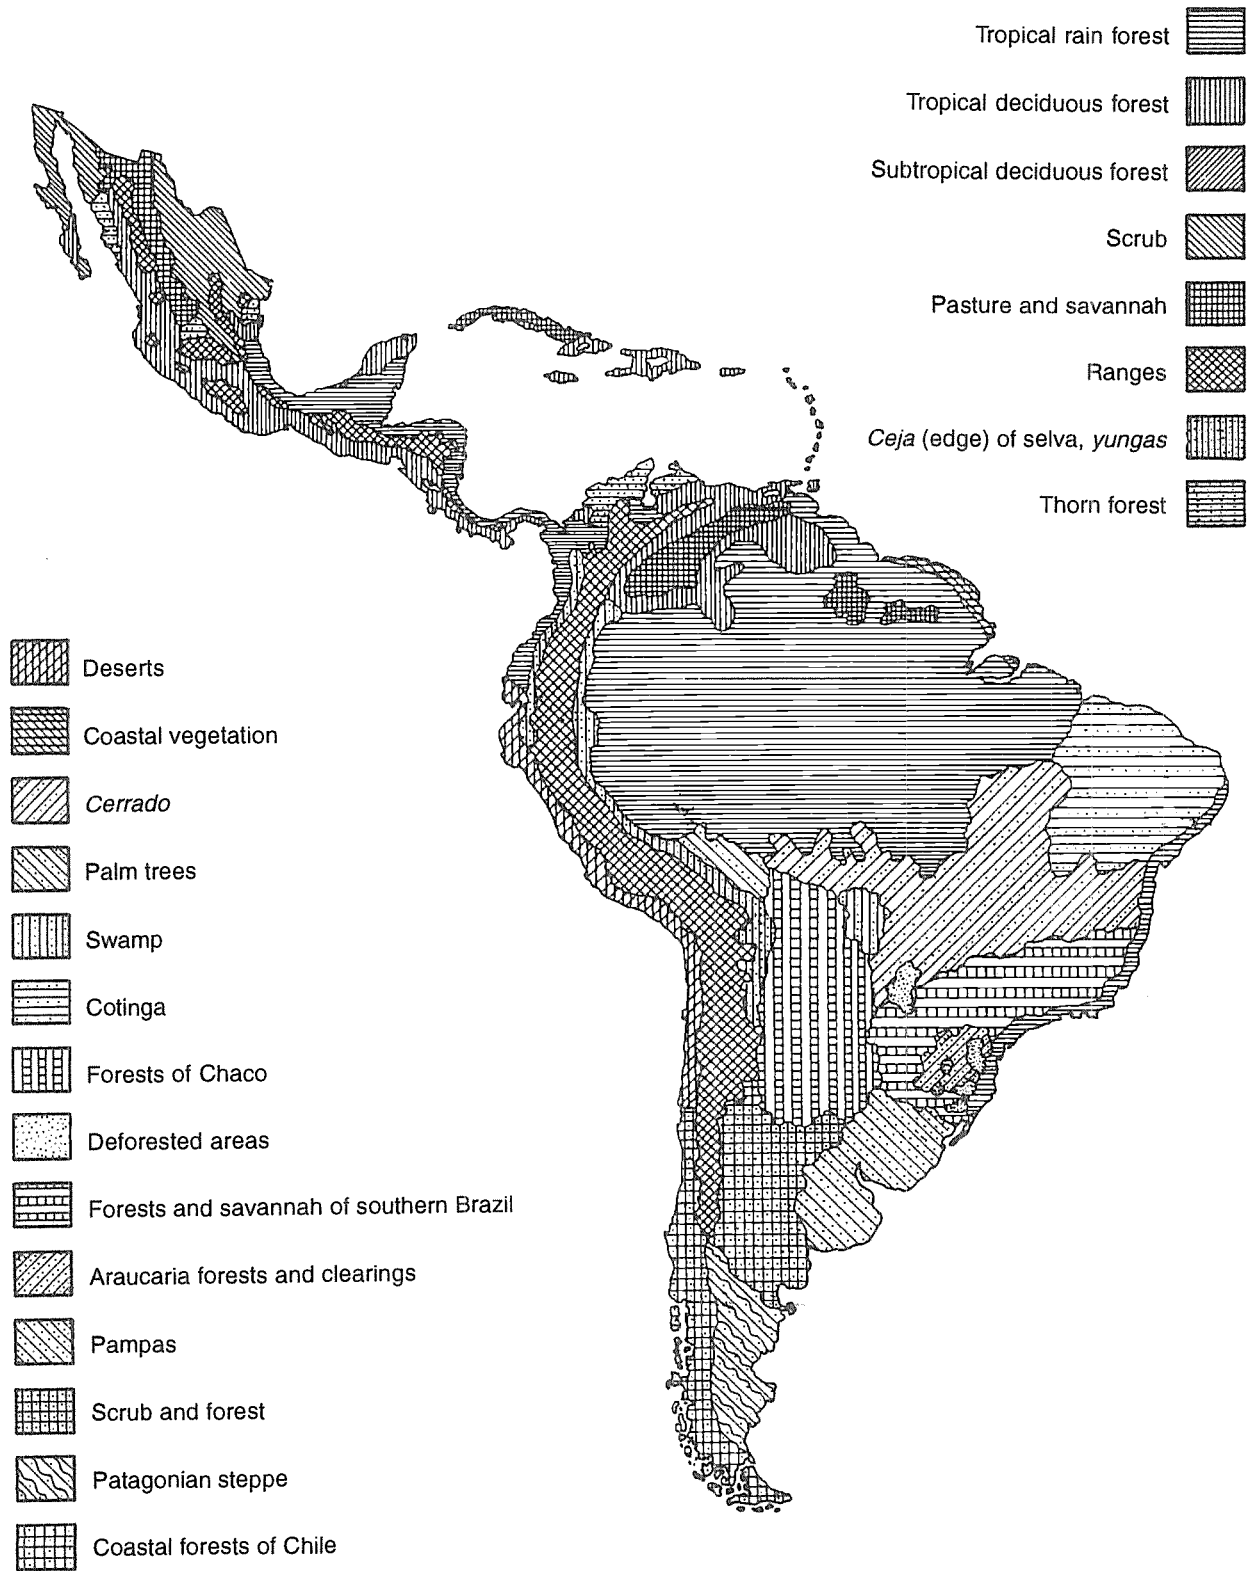 Tropical rain forest
Tropical deciduous forest
Subtropical deciduous forest
Scrub
Pasture and savannah
Ranges
Ceja (edge) of selva, yungas
Thorn forest
Deserts
Coastal vegetation
Cerrado
Palm trees
Swamp
Cotinga
Forests of Chaco
Deforested areas
Forests and savannah of southern Brazil
Araucaria forests and clearings
Pampas
Scrub and forest
Patagonian steppe
Coastal forests of Chile